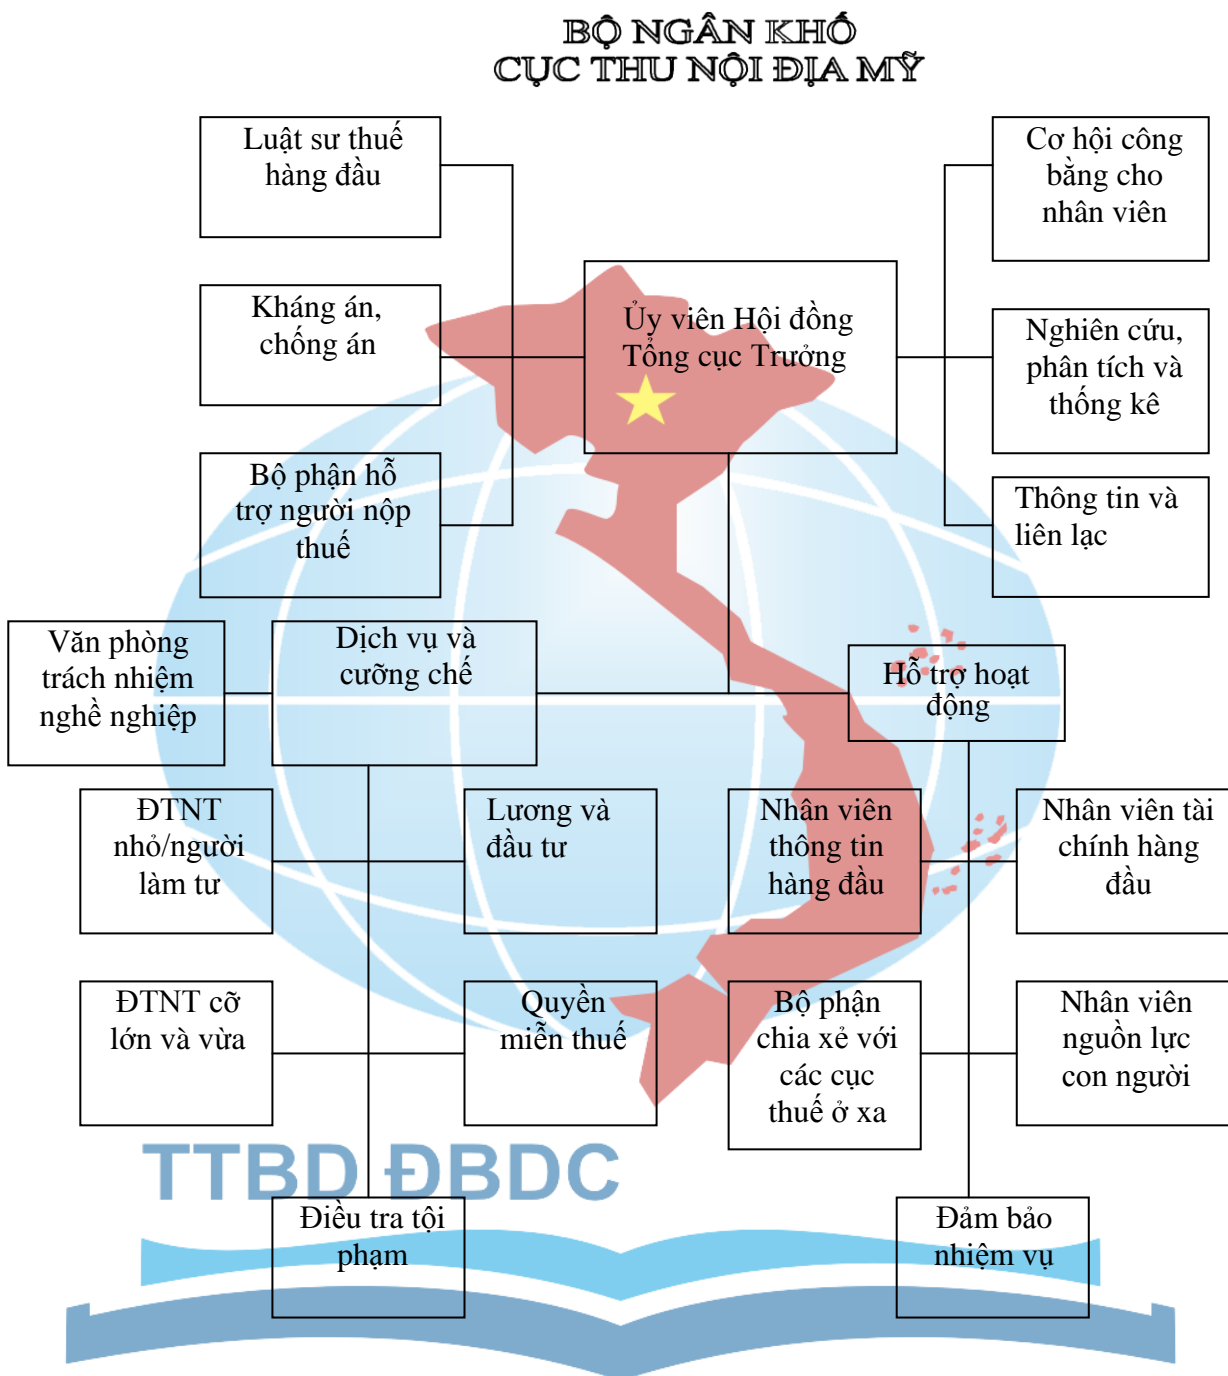 BỘ NGÂN KHỐ
CỤC THU NỘI ĐỊA MỸ
Luật sư thuế
hàng đầu
Cơ hội công
bằng cho
nhân viên
Kháng án,
chống án
Ủy viên Hội đồng
Tổng cục Trưởng
Nghiên cứu,
phân tích và
thống kê
Bộ phận hỗ
trợ người nộp
thuế
Thông tin và
liên lạc
Văn phòng
trách nhiệm
nghề nghiệp
Dịch vụ và
cưỡng chế
Hỗ trợ hoạt
động
ĐTNT
nhỏ/người
làm tư
Lương và
đầu tư
Nhân viên
thông tin
hàng đầu
Nhân viên tài
chính hàng
đầu
ĐTNT cỡ
lớn và vừa
Quyền
miễn thuế
Bộ phận
chia xẻ với
các cục
thuế ở xa
Nhân viên
nguồn lực
con người
TTBD ĐBDC
Điều tra tội
phạm
Đảm bảo
nhiệm vụ